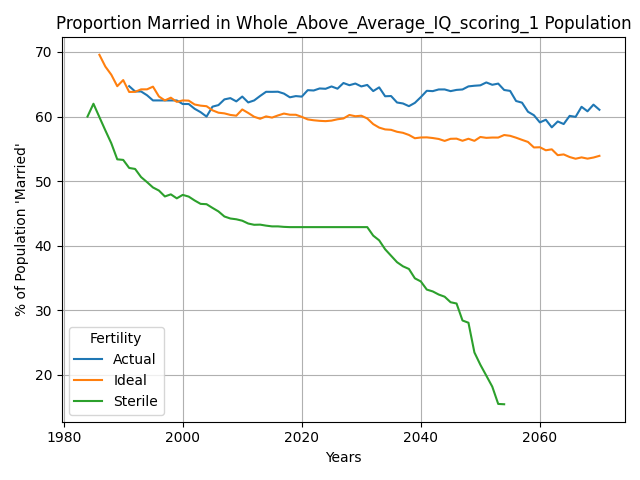 Proportion Married in Whole_Above_Average_IQ_scoring_1 Population
% of Population 'Married'
70
60
50
40
30
20
Fertility
Actual
Ideal
Sterile
1980
2000
2020
2040
2060
Years